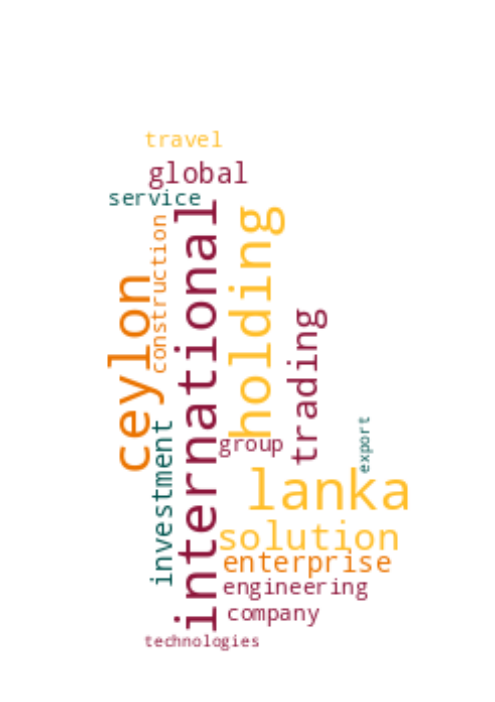 travel
global
service
international
holding
ceylon
construction
trading
investment
group
export
lanka
solution
enterprise
engineering
company
technologies